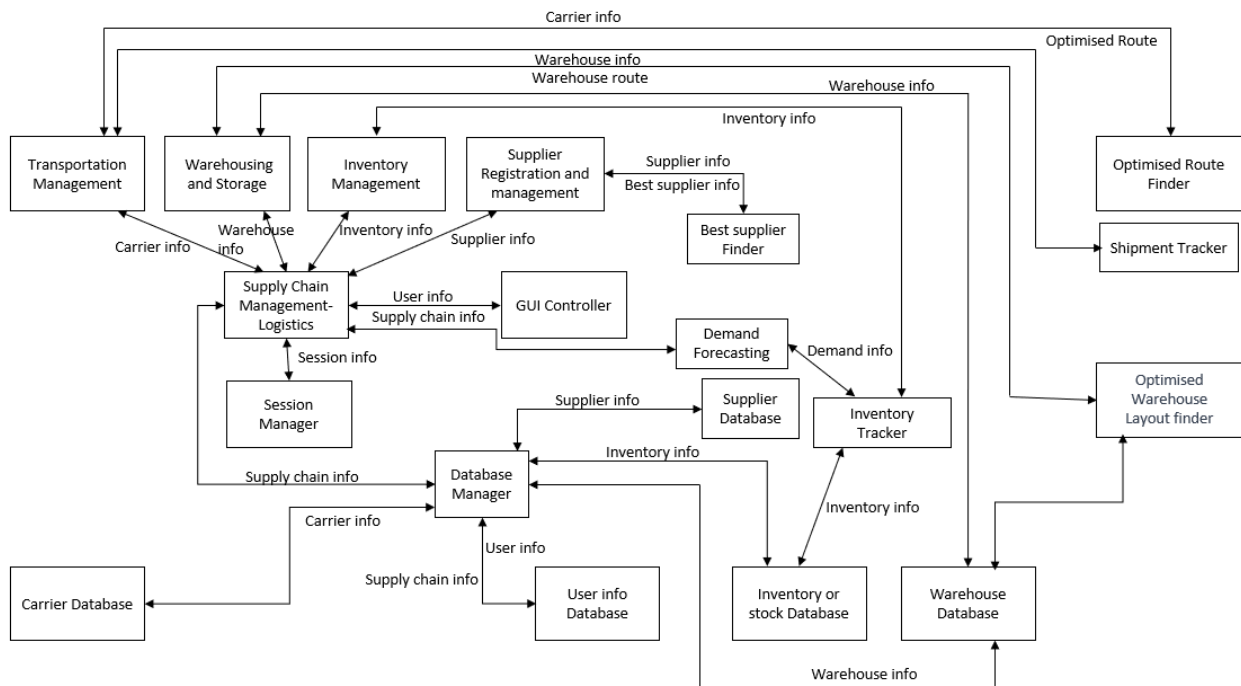 Carrier info
Optimised Route
Warehouse info
Warehouse route
Warehouse info
Inventory info
Transportation
Management
Warehousing
and Storage
Inventory
Management
Supplier
Registration and
management
Supplier info
Best supplier info
Optimised Route
Finder
Best supplier
Finder
Shipment Tracker
Carrier info
Warehouse
info
Inventory info
Supplier info
Supply Chain
Management-
Logistics
User info
Supply chain info
GUI Controller
Demand
Forecasting
Demand info
Session info
Session
Manager
Supplier info
Supplier
Database
Inventory
Tracker
Optimised
Warehouse
Layout finder
Supply chain info
Database
Manager
Inventory info
Inventory info
Carrier info
User info
Supply chain info
Carrier Database
User info
Database
Inventory or
stock Database
Warehouse
Database
Warehouse info